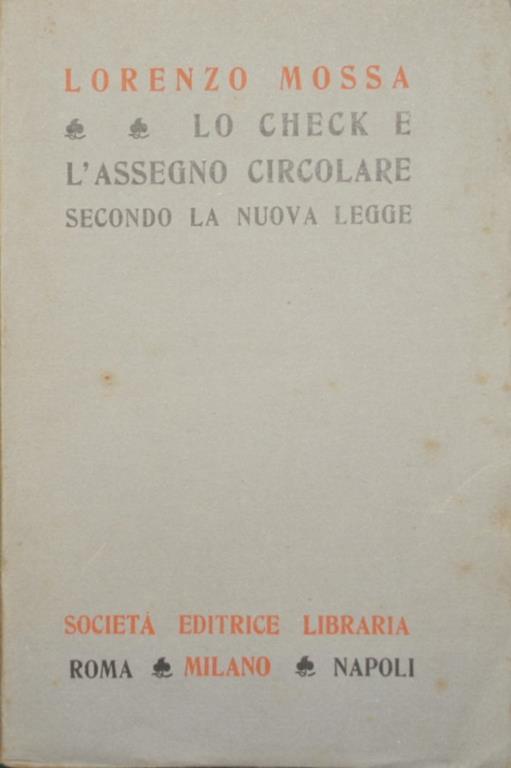 LORENZO MOSSA
LO CHECK E
L'ASSEGNO CIRCOLARE
SECONDO LA NUOVA LEGGE
SOCIETÀ EDITRICE LIBRARIA
ROMA MILANO NAPOLI